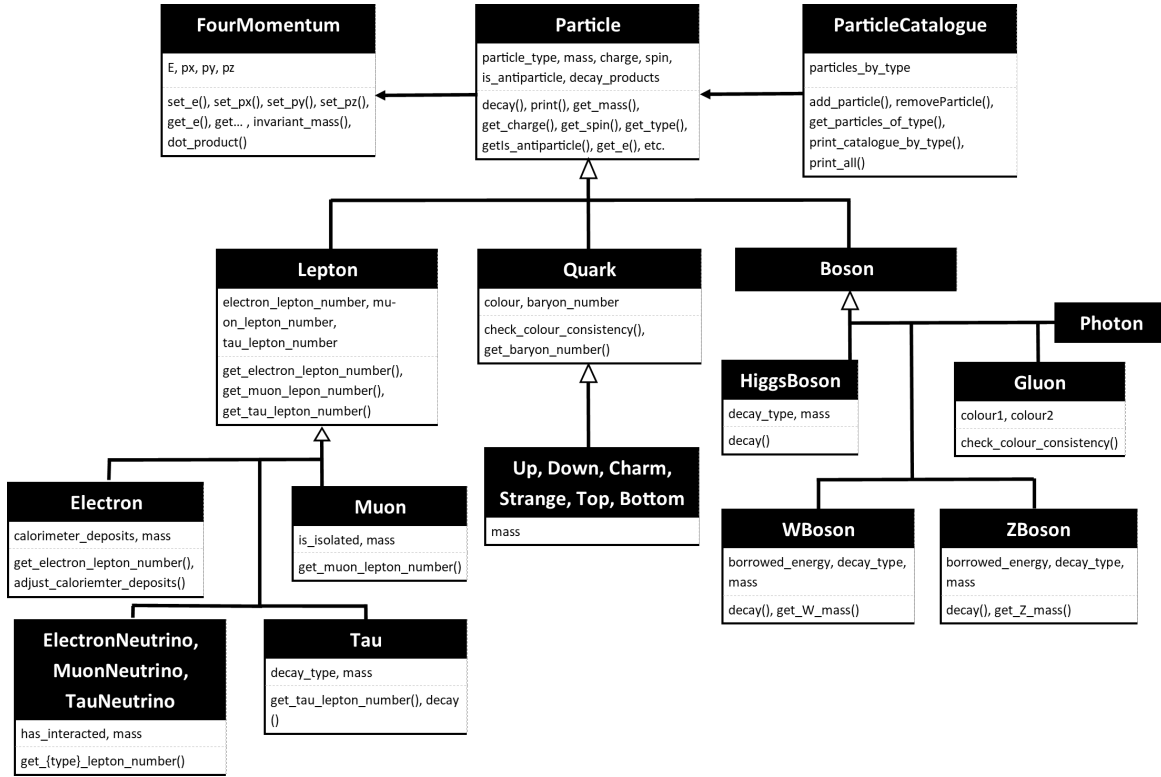 FourMomentum
E, px, py, pz
set_e(), set_px(), set_py(), set_pz(),
get_e(), get... , invariant_mass(),
dot_product()
Particle
particle_type, mass, charge, spin,
is_antiparticle, decay_products
decay(), print(), get_mass(),
get_charge(), get_spin(), get_type(),
getIs_antiparticle(), get_e(), etc.
ParticleCatalogue
particles_by_type
add_particle(), removeParticle(),
get_particles_of_type(),
print_catalogue_by_type(),
print_all()
Lepton
electron_lepton_number, mu-
on_lepton_number,
tau_lepton_number
get_electron_lepton_number(),
get_muon_lepon_number(),
get_tau_lepton_number()
Quark
colour, baryon_number
check_colour_consistency(),
get_baryon_number()
Boson
Photon
HiggsBoson
decay_type, mass
decay()
Gluon
colour1, colour2
check_colour_consistency()
Electron
calorimeter_deposits, mass
get_electron_lepton_number(),
adjust_caloriemter_deposits()
Muon
is_isolated, mass
get_muon_lepton_number()
Up, Down, Charm,
Strange, Top, Bottom
mass
WBoson
borrowed_energy, decay_type,
mass
decay(), get_W_mass()
ZBoson
borrowed_energy, decay_type,
mass
decay(), get_Z_mass()
ElectronNeutrino,
MuonNeutrino,
TauNeutrino
has_interacted, mass
get_{type}_lepton_number()
Tau
decay_type, mass
get_tau_lepton_number(), decay
()